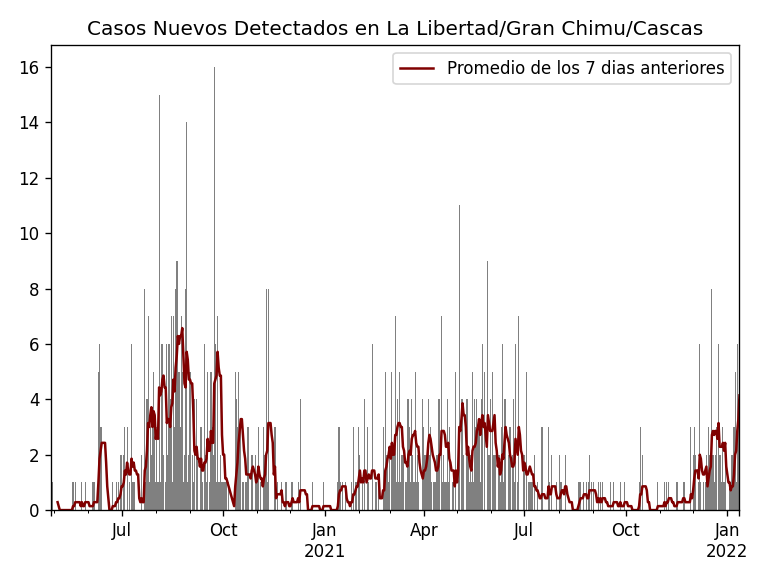 Casos Nuevos Detectados en La Libertad/Gran Chimu/Cascas
Promedio de los 7 dias anteriores
16
14
12
10
8
6
4
2
0
Jul
Oct
Jan
2021
Apr
Jul
Oct
Jan
2022